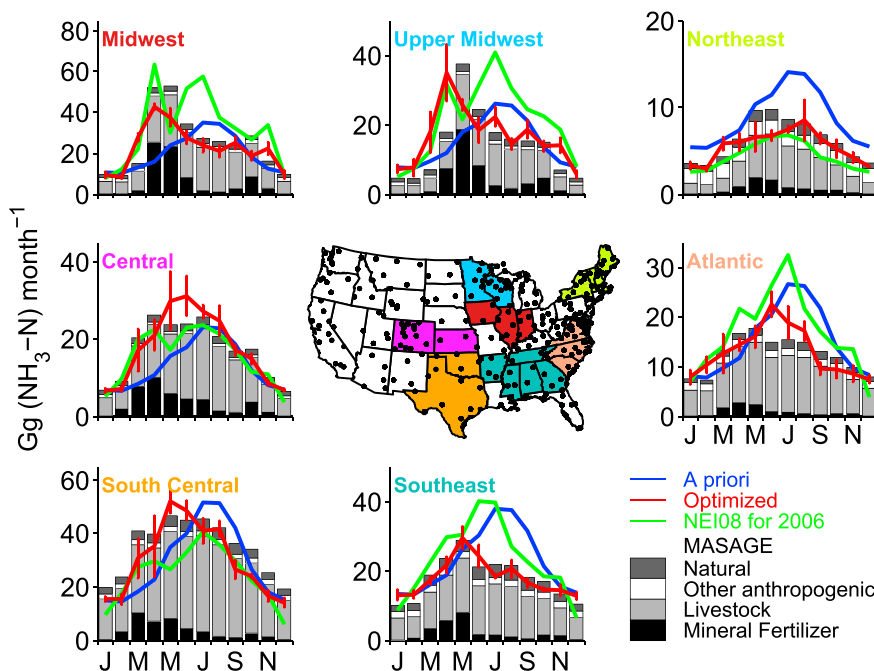 Midwest
80
60
40
20
0
Upper Midwest
40
20
0
Northeast
20
10
0
Gg (NH3−N) month−1
Central
40
20
0
Atlantic
30
20
10
0
J M M J S N
South Central
60
40
20
0
J M M J S N
Southeast
40
20
0
J M M J S N
A priori
Optimized
NEI08 for 2006
MASAGE
Natural
Other anthropogenic
Livestock
Mineral Fertilizer